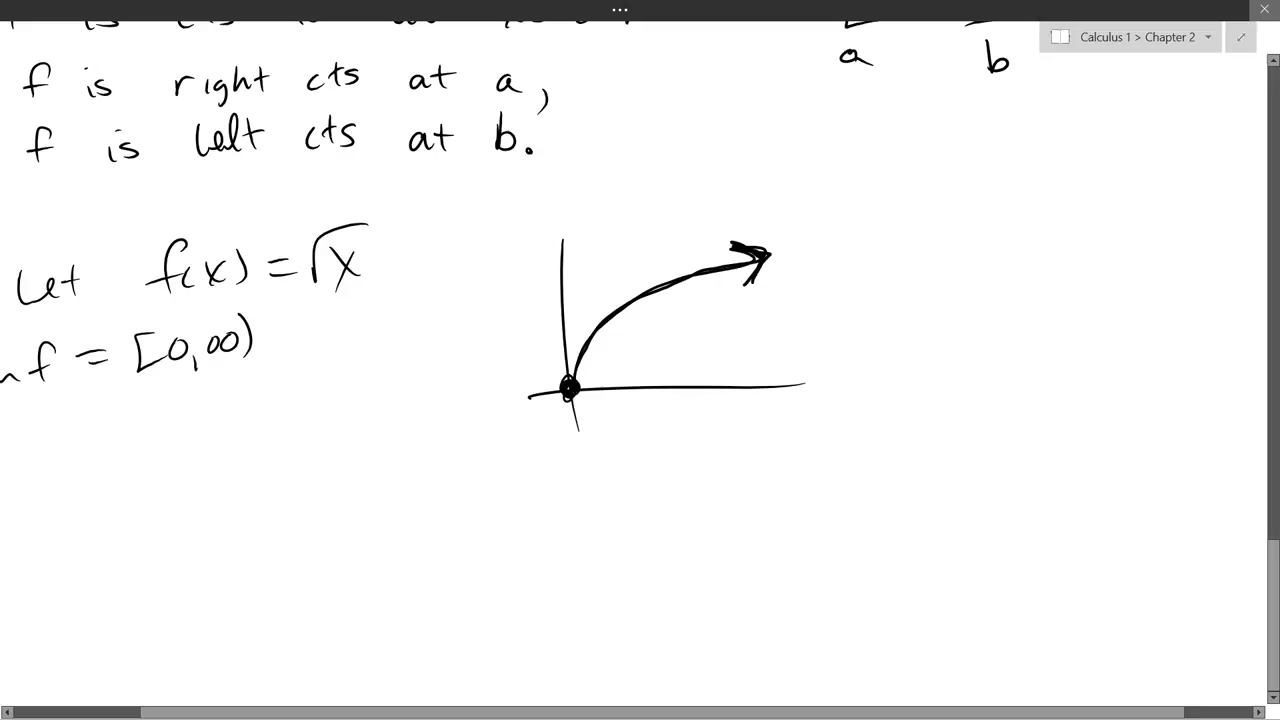 Calculus 1 > Chapter 2
a b
f is right cts at a,
f is left cts at b.
Let f(x) = √x
f = [0,∞)